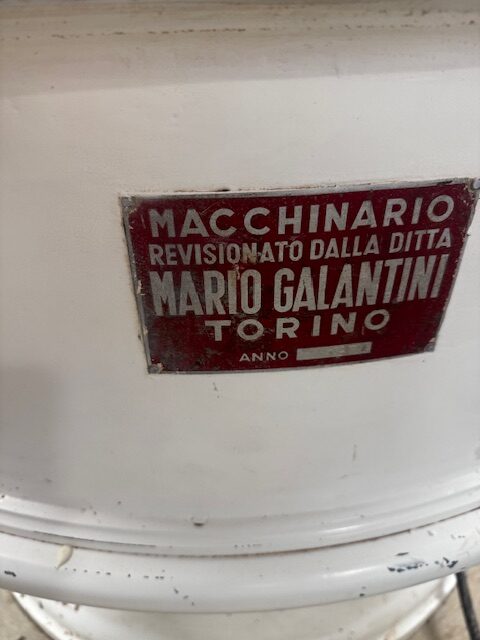 MACCHINARIO
REVISIONATO DALLA DITTA
MARIO GALANTINI
TORINO
ANNO